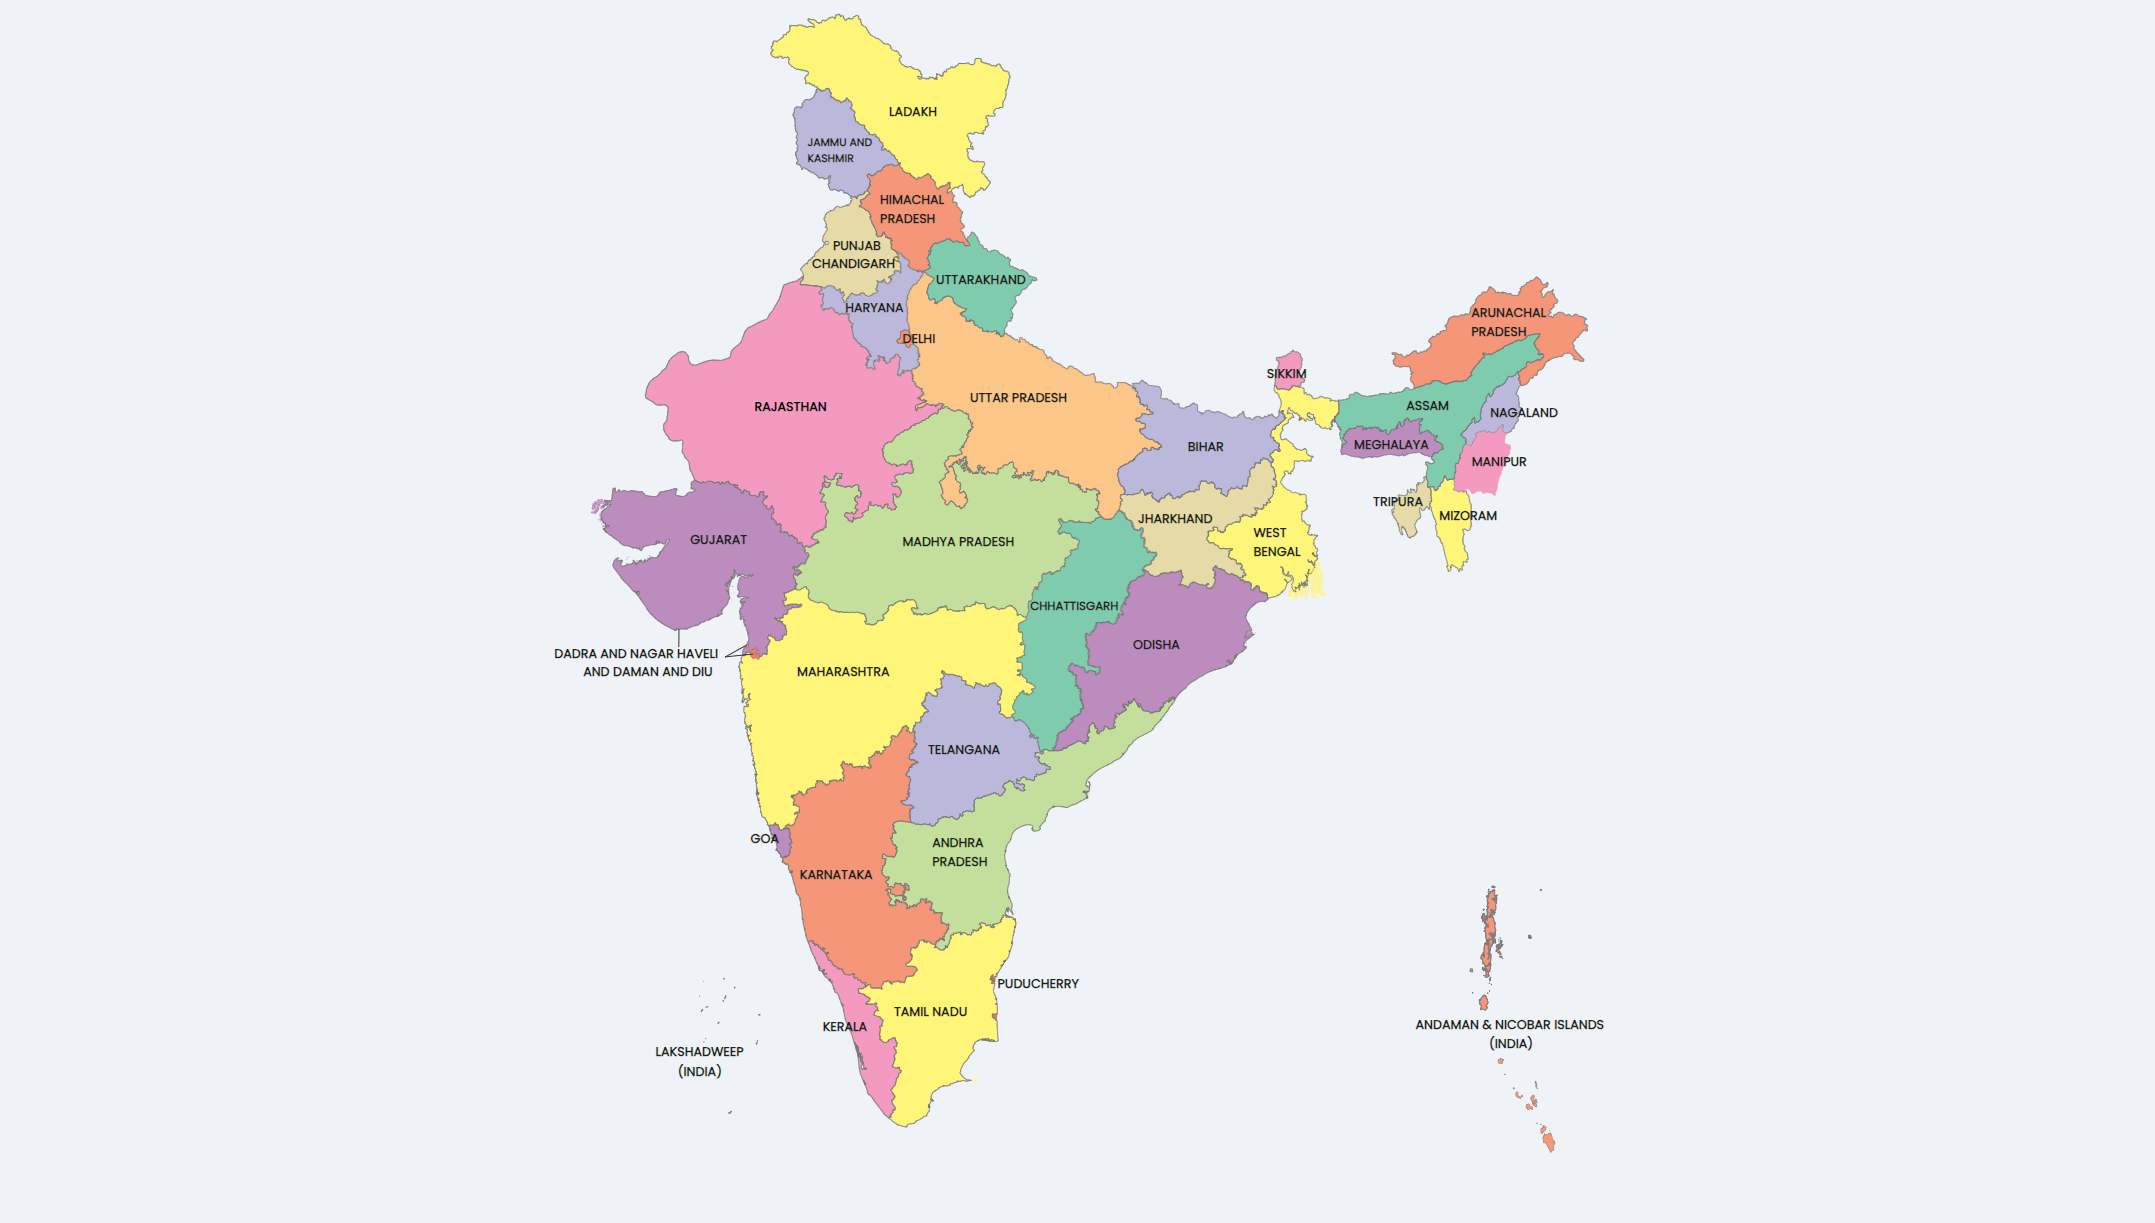 LADAKH
JAMMU AND
KASHMIR
HIMACHAL
PRADESH
PUNJAB
CHANDIGARH
UTTARAKHAND
HARYANA
DELHI
ARUNACHAL
PRADESH
SIKKIM
UTTAR PRADESH
RAJASTHAN
ASSAM
NAGALAND
BIHAR
MEGHALAYA
MANIPUR
TRIPURA
MIZORAM
JHARKHAND
WEST
BENGAL
GUJARAT
MADHYA PRADESH
CHHATTISGARH
ODISHA
DADRA AND NAGAR HAVELI
AND DAMAN AND DIU
MAHARASHTRA
TELANGANA
GOA
ANDHRA
PRADESH
KARNATAKA
PUDUCHERRY
TAMIL NADU
KERALA
LAKSHADWEEP
(INDIA)
ANDAMAN & NICOBAR ISLANDS
(INDIA)